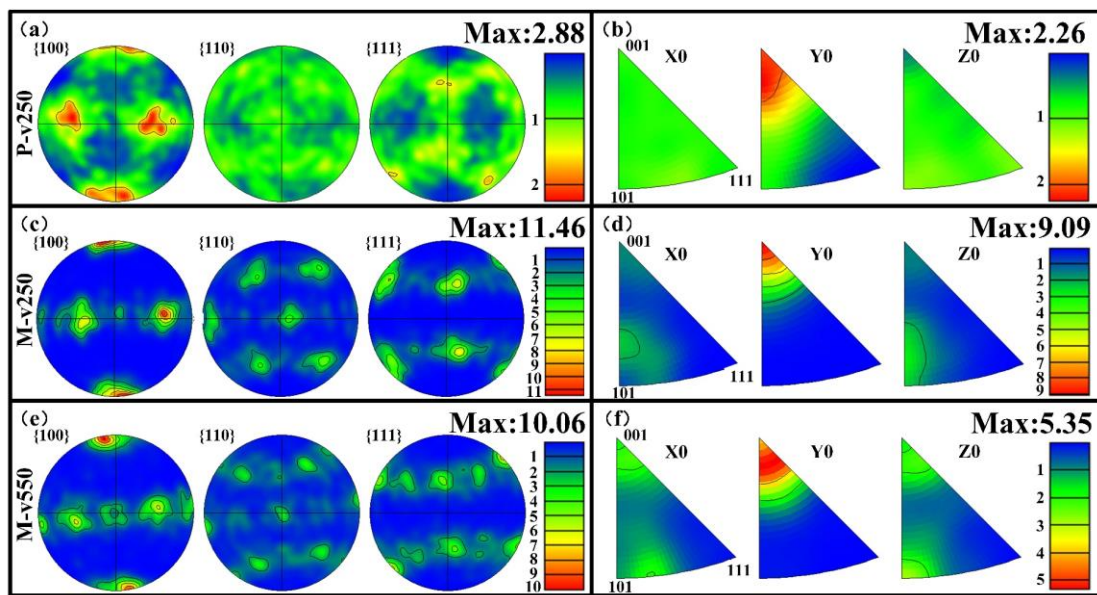 (a)
{100}
{110}
{111}
Max:2.88
1
2
P-v250
(b)
001
X0
Y0
Z0
Max:2.26
1
2
101
111
(c)
{100}
{110}
{111}
Max:11.46
1
2
3
4
5
6
7
8
9
10
11
M-v250
(d)
001
X0
Y0
Z0
Max:9.09
1
2
3
4
5
6
7
8
9
101
111
(e)
{100}
{110}
{111}
Max:10.06
1
2
3
4
5
6
7
8
9
10
M-v550
(f)
001
X0
Y0
Z0
Max:5.35
1
2
3
4
5
101
111